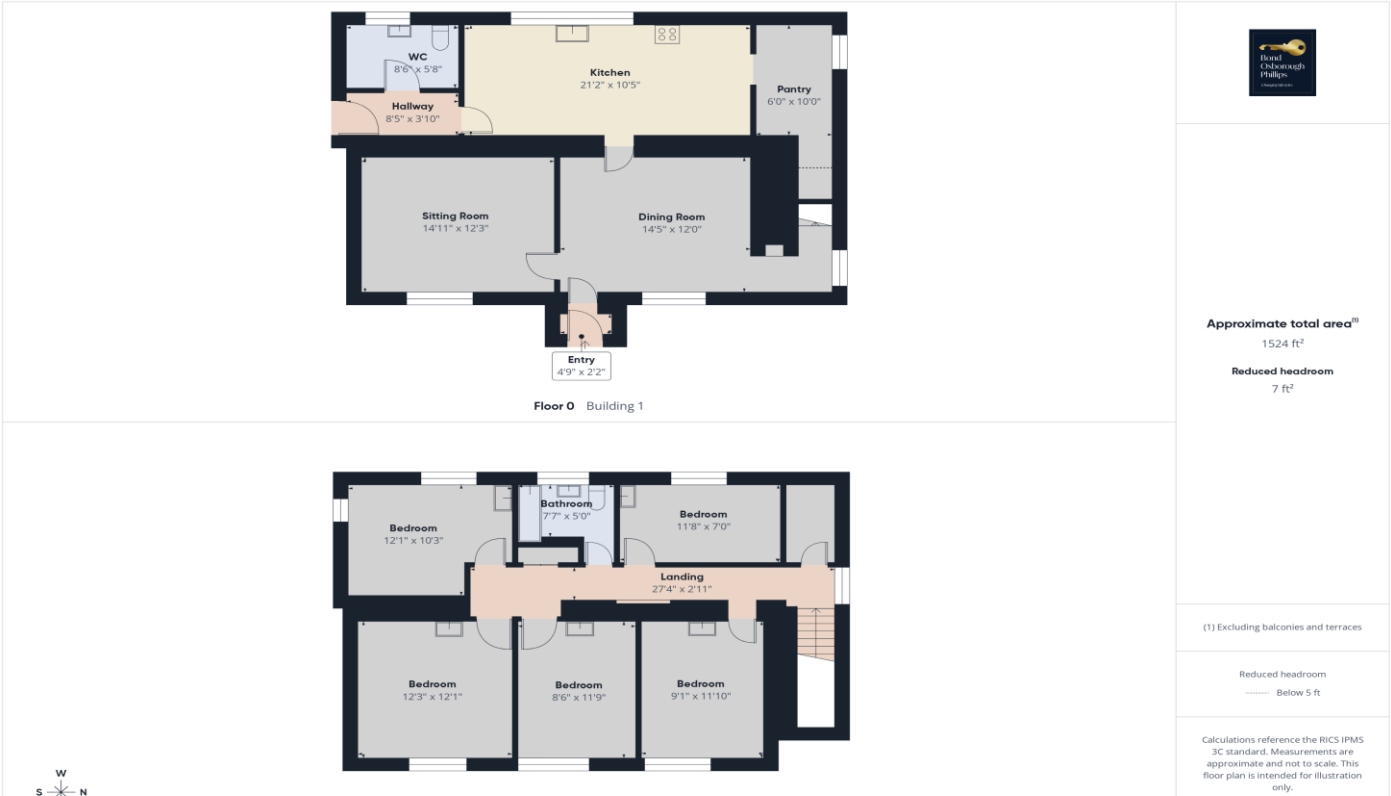 WC
8'6" x 5'8"
Hallway
8'5" x 3'10"
Kitchen
21'2" x 10'5"
Pantry
6'0" x 10'0"
Sitting Room
14'11" x 12'3"
Dining Room
14'5" x 12'0"
Entry
4'9" x 2'2"
Floor 0 Building 1
Bedroom
12'1" x 10'3"
Bathroom
7'7" x 5'0"
Bedroom
11'8" x 7'0"
Landing
27'4" x 2'11"
Bedroom
12'3" x 12'1"
Bedroom
8'6" x 11'9"
Bedroom
9'1" x 11'10"
W
S N
Bond
Osborough
Phillips
Approximate total area(1)
1524 ft²
Reduced headroom
7 ft²
(1) Excluding balconies and terraces
Reduced headroom
Below 5 ft
Calculations reference the RICS IPMS
3C standard. Measurements are
approximate and not to scale. This
floor plan is intended for illustration
only.